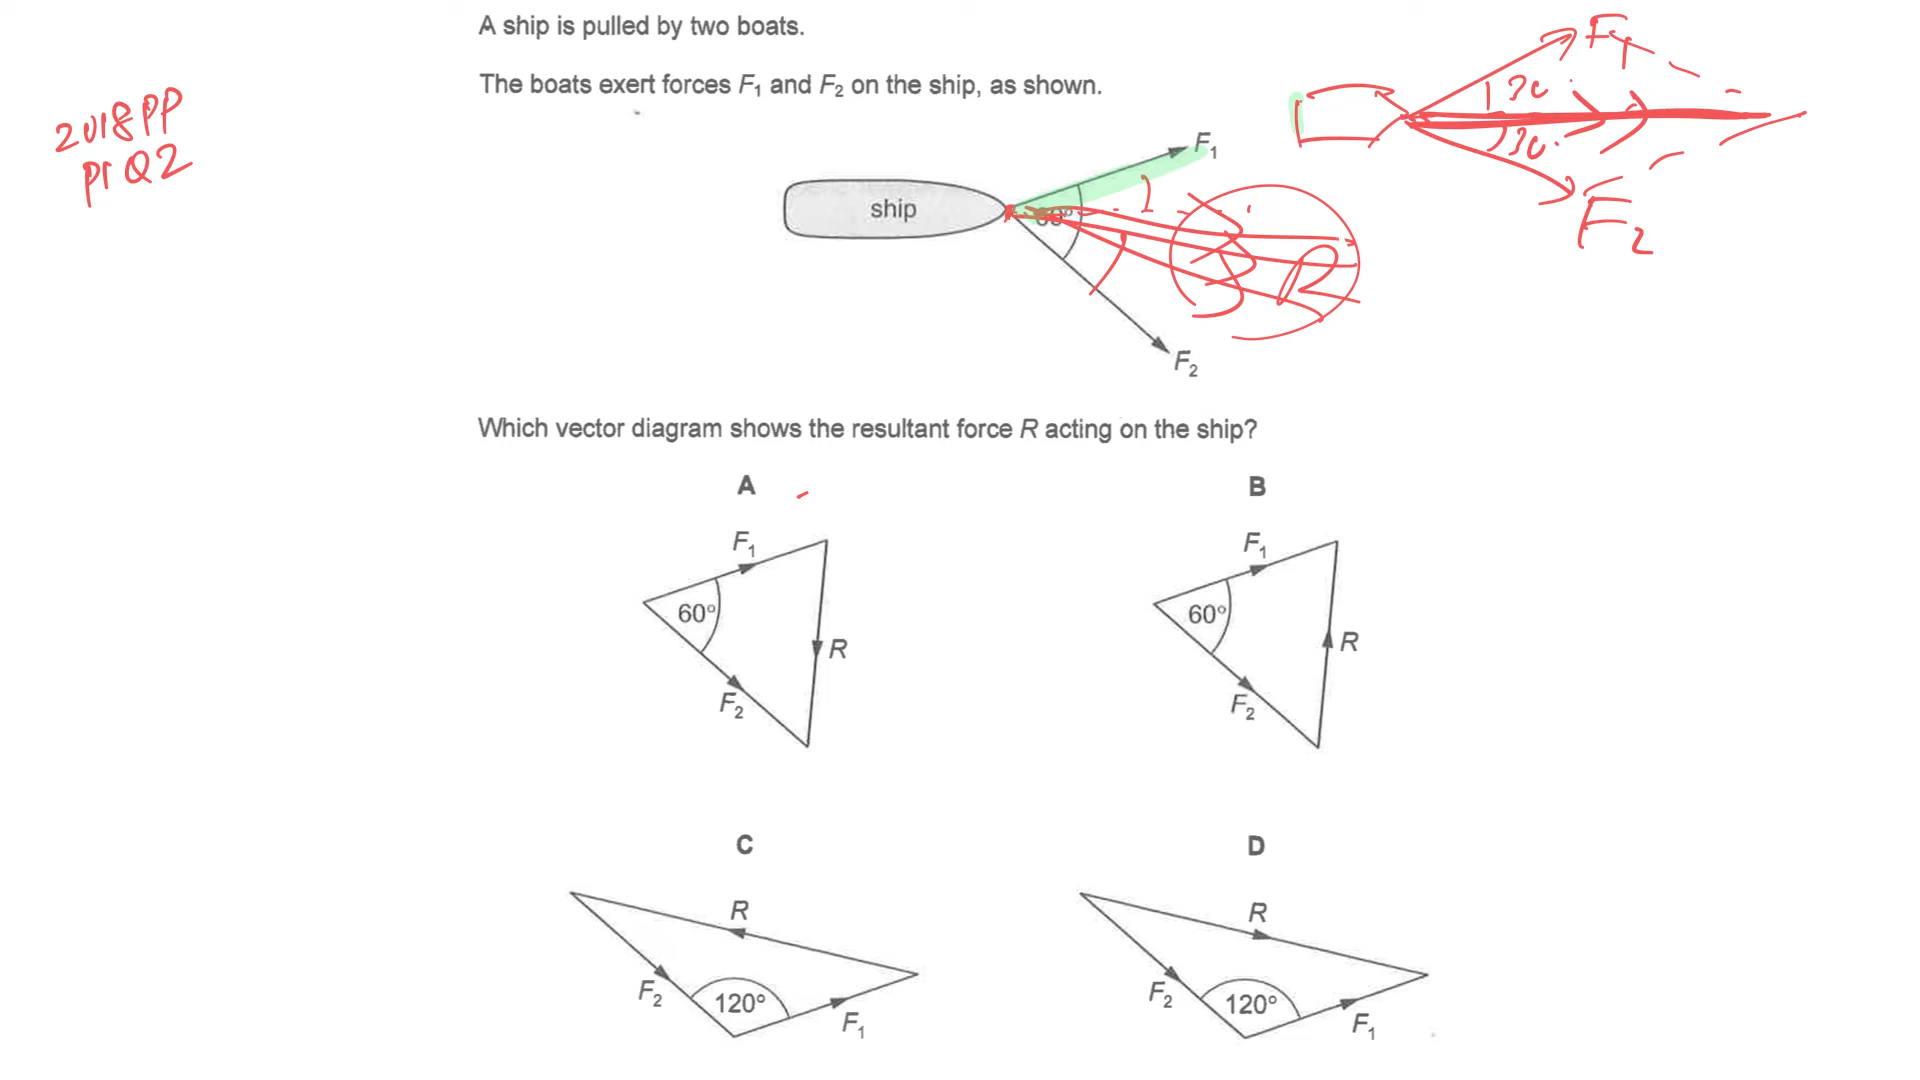 A ship is pulled by two boats.
The boats exert forces F₁ and F₂ on the ship, as shown.
2018 PP
P1 Q2
F₁
30
30
F₂
F₁
ship
60°
R
F₂
Which vector diagram shows the resultant force R acting on the ship?
A
B
F₁
60°
R
F₂
F₁
60°
R
F₂
C
D
R
F₂
120°
F₁
R
F₂
120°
F₁